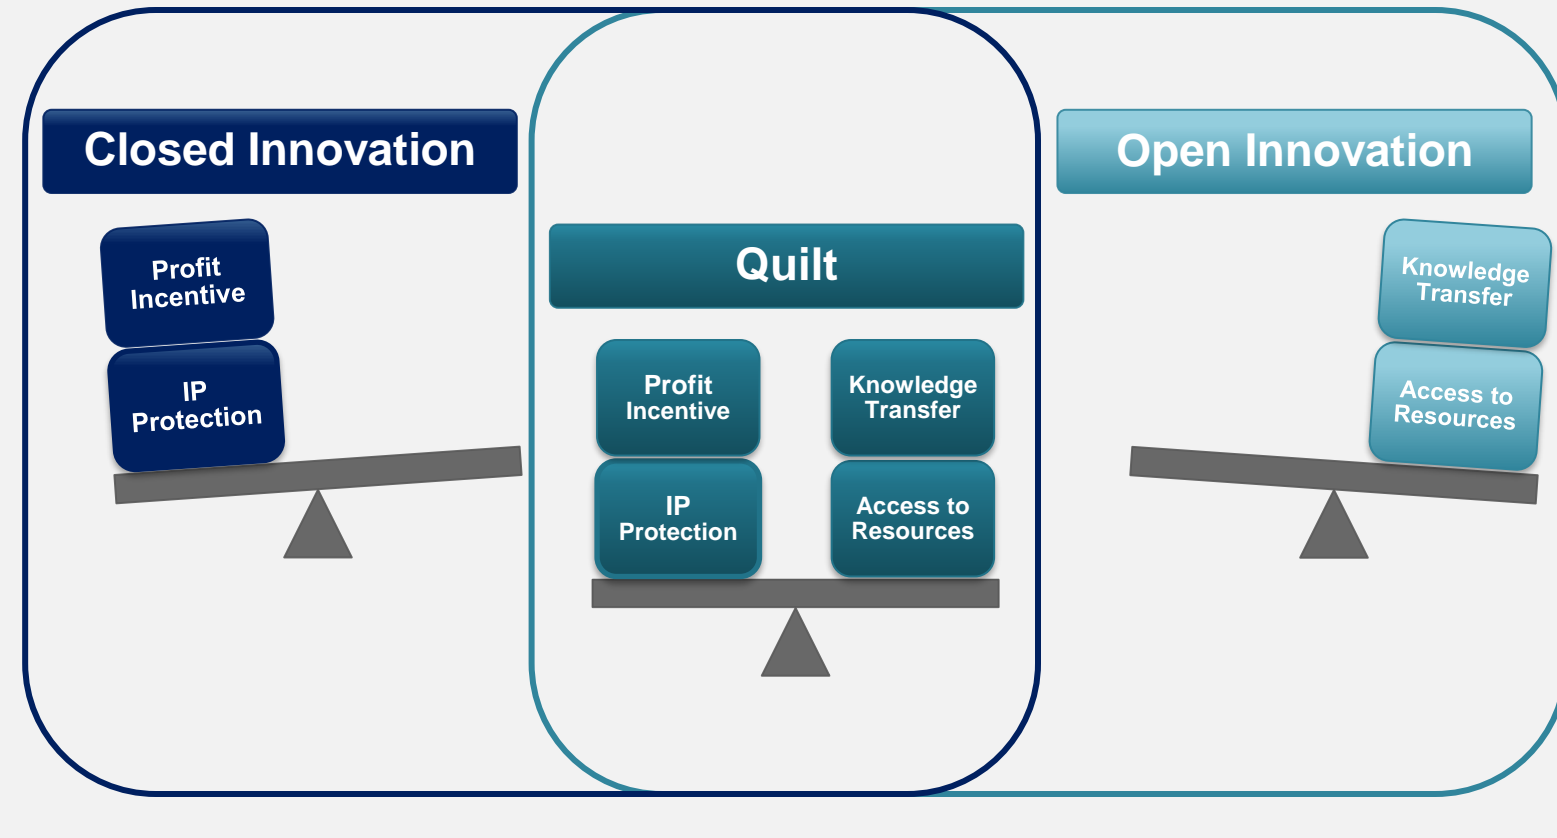 Closed Innovation
Profit
Incentive
IP
Protection
Quilt
Profit
Incentive
Knowledge
Transfer
IP
Protection
Access to
Resources
Open Innovation
Knowledge
Transfer
Access to
Resources